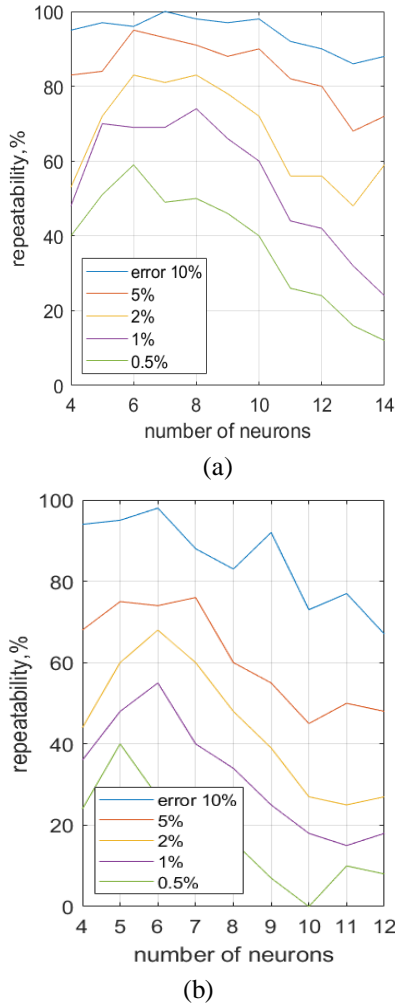 100
80
60
40
20
0
repeatability,%
error 10%
5%
2%
1%
0.5%
4 6 8 10 12 14
number of neurons
(a)
100
80
60
40
20
0
repeatability,%
error 10%
5%
2%
1%
0.5%
4 5 6 7 8 9 10 11 12
number of neurons
(b)